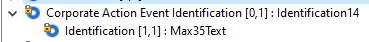 Corporate Action Event Identification [0,1] : Identification14
Identification [1,1] : Max35Text